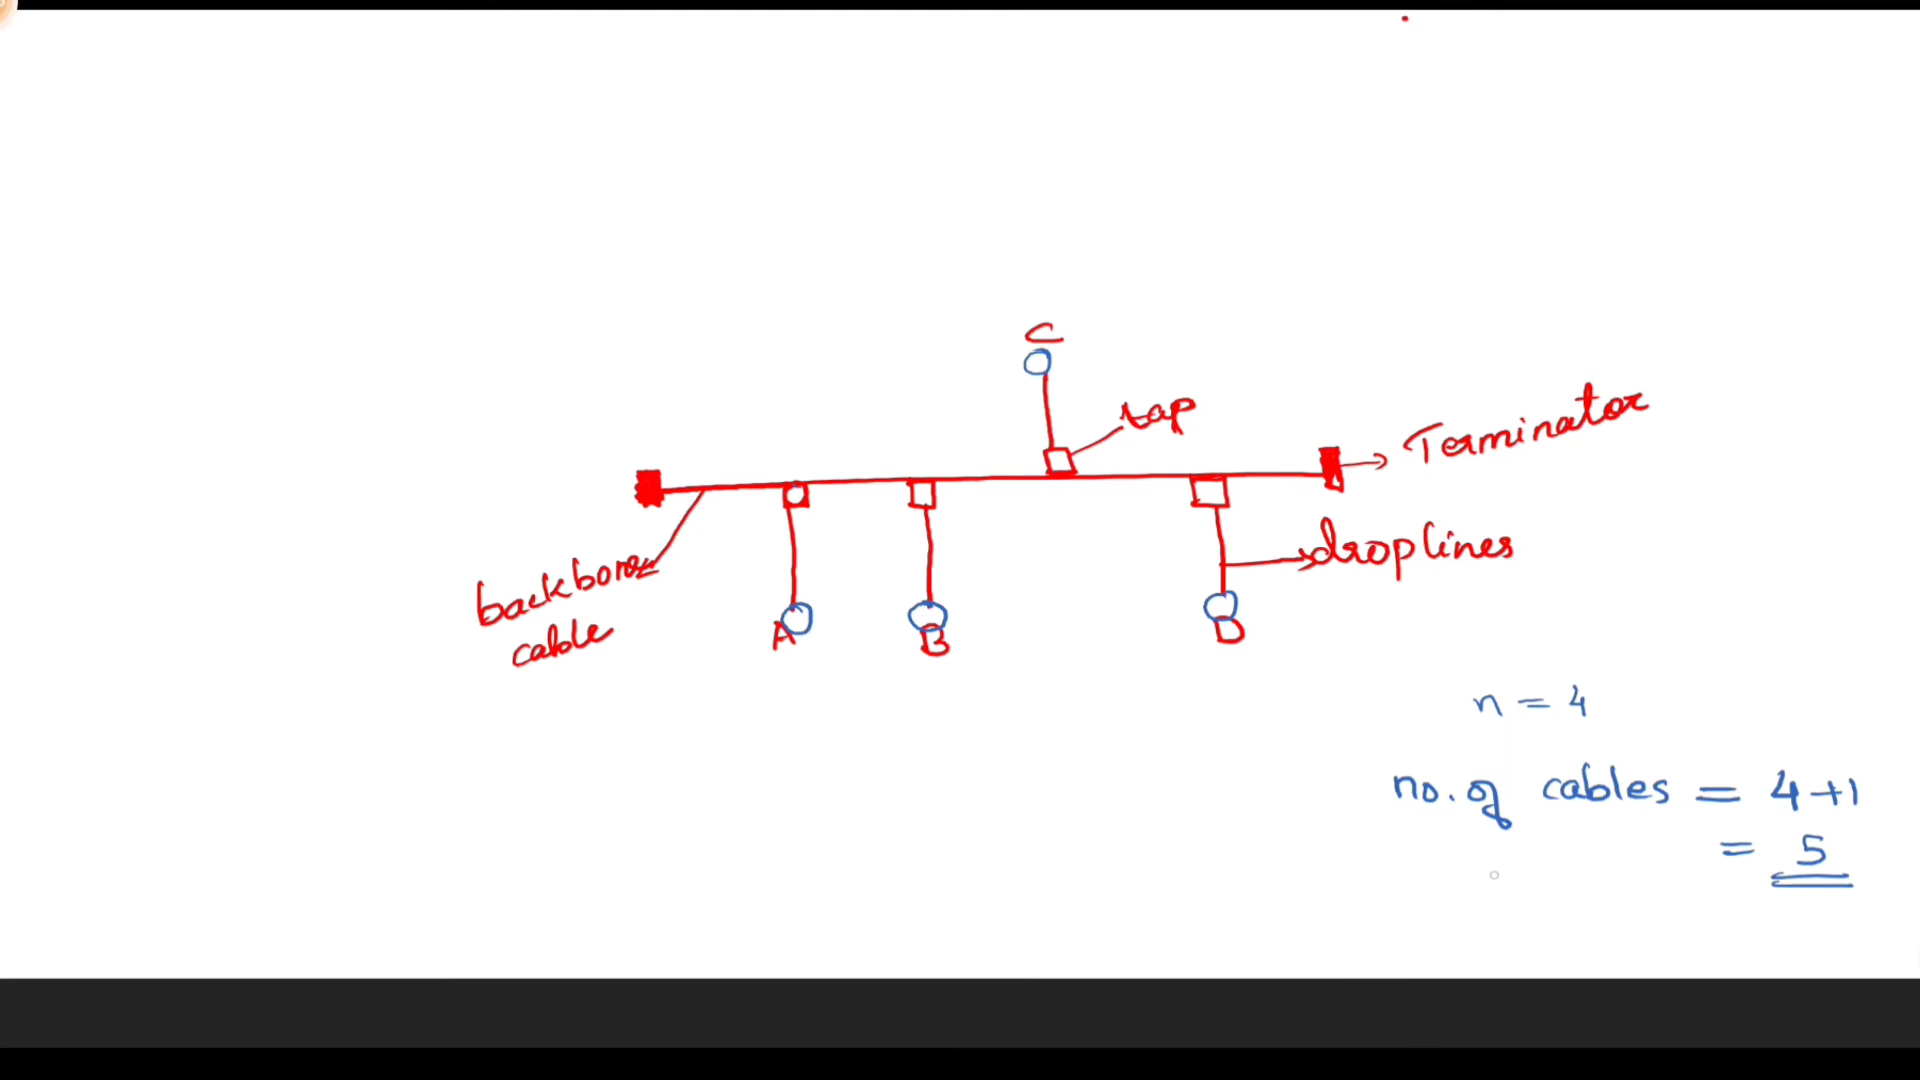 C
tap
Terminator
backbone
cable
droplines
A
B
D
n = 4
no. of cables = 4+1
= 5